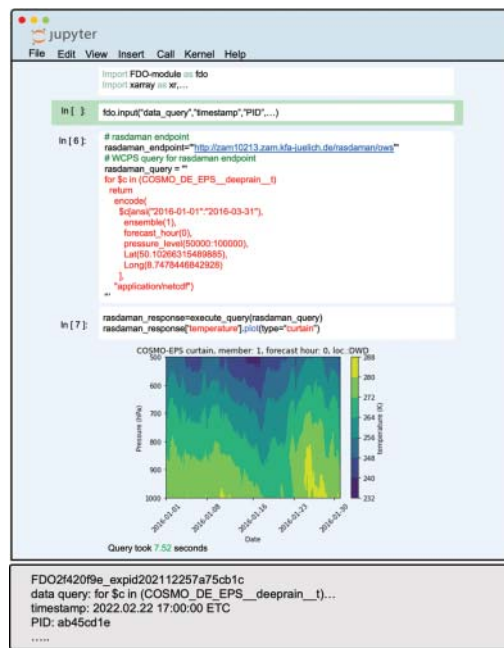 jupyter
File Edit View Insert Call Kernel Help
Import FDO-module as fdo
Import xarray as xr,...
In [ ]: fdo.input("data_query","timestamp","PID",...)
In [6]: # rasdaman endpoint
rasdaman_endpoint="'http://zam10213.zam.kfa-juelich.de/rasdaman/ows'"
# WCPS query for rasdaman endpoint
rasdaman_query = '"
for $c in (COSMO_DE_EPS__deeprain__t)
return
encode(
$c[ansi("2016-01-01":"2016-03-31"),
ensemble(1),
forecast_hour(0),
pressure_level(50000:100000),
Lat(50.10266315489885),
Long(8.7478446842928)
],
"application/netcdf")
'"
In [7]: rasdaman_response=execute_query(rasdaman_query)
rasdaman_response["temperature"].plot(type="curtain")
COSMO-EPS curtain, member: 1, forecast hour: 0, loc.:DWD
Pressure (hPa)
500
600
700
800
900
1000
2016-01-01
2016-01-08
2016-01-16
2016-01-23
2016-01-30
Date
288
280
272
264
256
248
240
232
temperature (K)
Query took 7.52 seconds
FDO2f420f9e_expid202112257a75cb1c
data query: for $c in (COSMO_DE_EPS__deeprain__t)...
timestamp: 2022.02.22 17:00:00 ETC
PID: ab45cd1e
.....